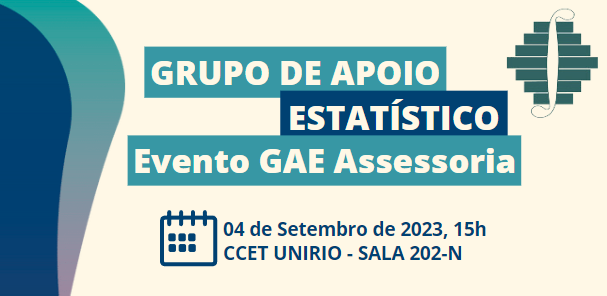 GRUPO DE APOIO
ESTATÍSTICO
Evento GAE Assessoria
04 de Setembro de 2023, 15h
CCET UNIRIO - SALA 202-N